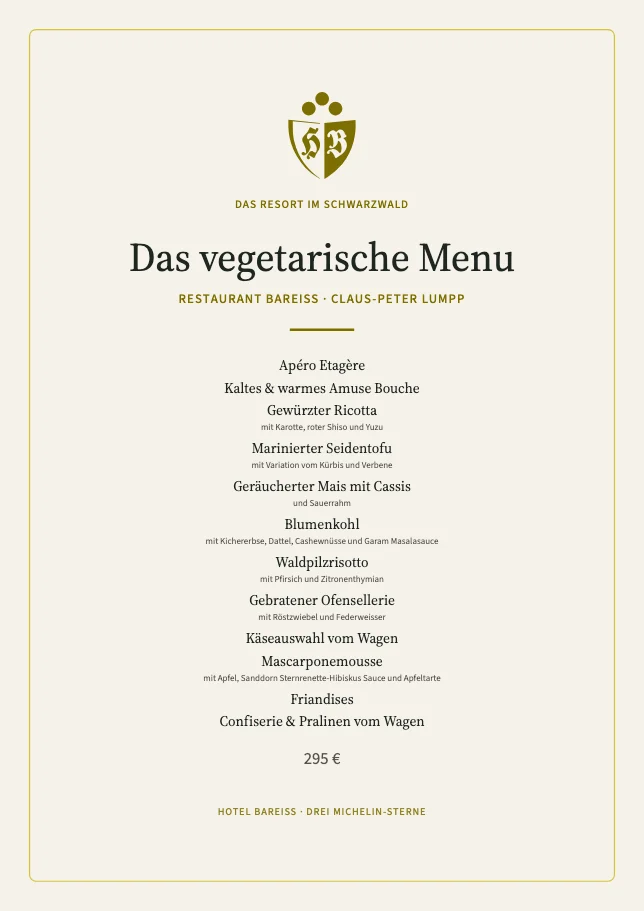 H B
DAS RESORT IM SCHWARZWALD
Das vegetarische Menu
RESTAURANT BAREISS · CLAUS-PETER LUMPP
Apéro Etagère
Kaltes & warmes Amuse Bouche
Gewürzter Ricotta
mit Karotte, roter Shiso und Yuzu
Marinierter Seidentofu
mit Variation vom Kürbis und Verbene
Geräucherter Mais mit Cassis
und Sauerrahm
Blumenkohl
mit Kichererbse, Dattel, Cashewnüsse und Garam Masalasauce
Waldpilzrisotto
mit Pfirsich und Zitronenthymian
Gebratener Ofensellerie
mit Röstzwiebel und Federweisser
Käseauswahl vom Wagen
Mascarponemousse
mit Apfel, Sanddorn Sternrenette-Hibiskus Sauce und Apfeltarte
Friandises
Confiserie & Pralinen vom Wagen
295 €
HOTEL BAREISS · DREI MICHELIN-STERNE